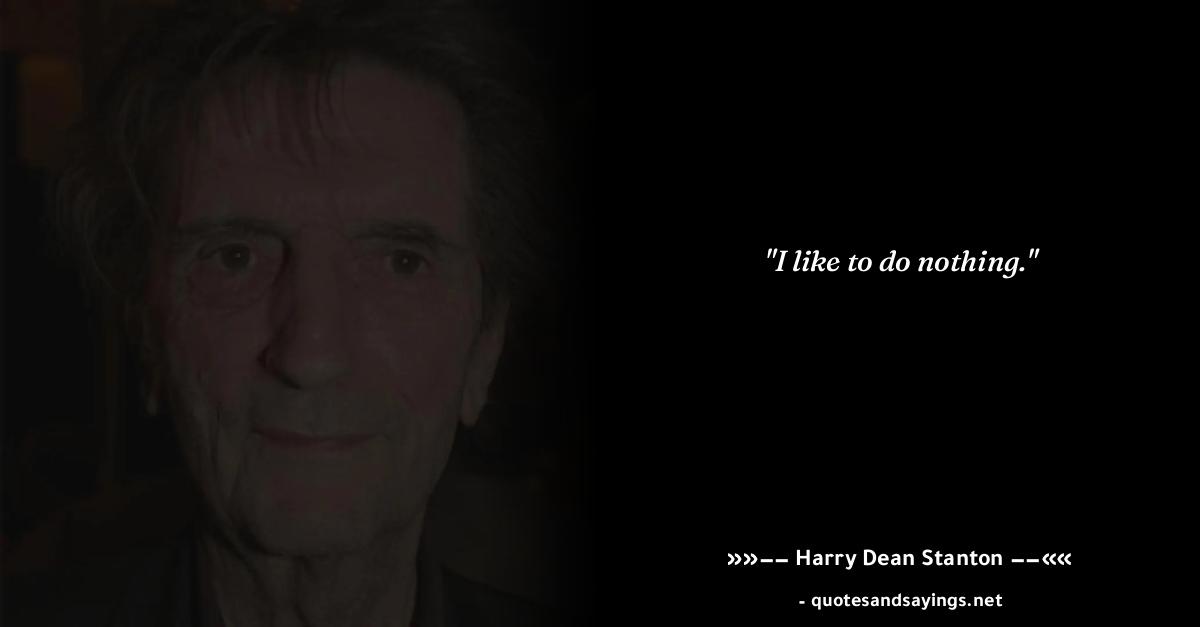 "I like to do nothing."
»»–– Harry Dean Stanton ––««
- quotesandsayings.net